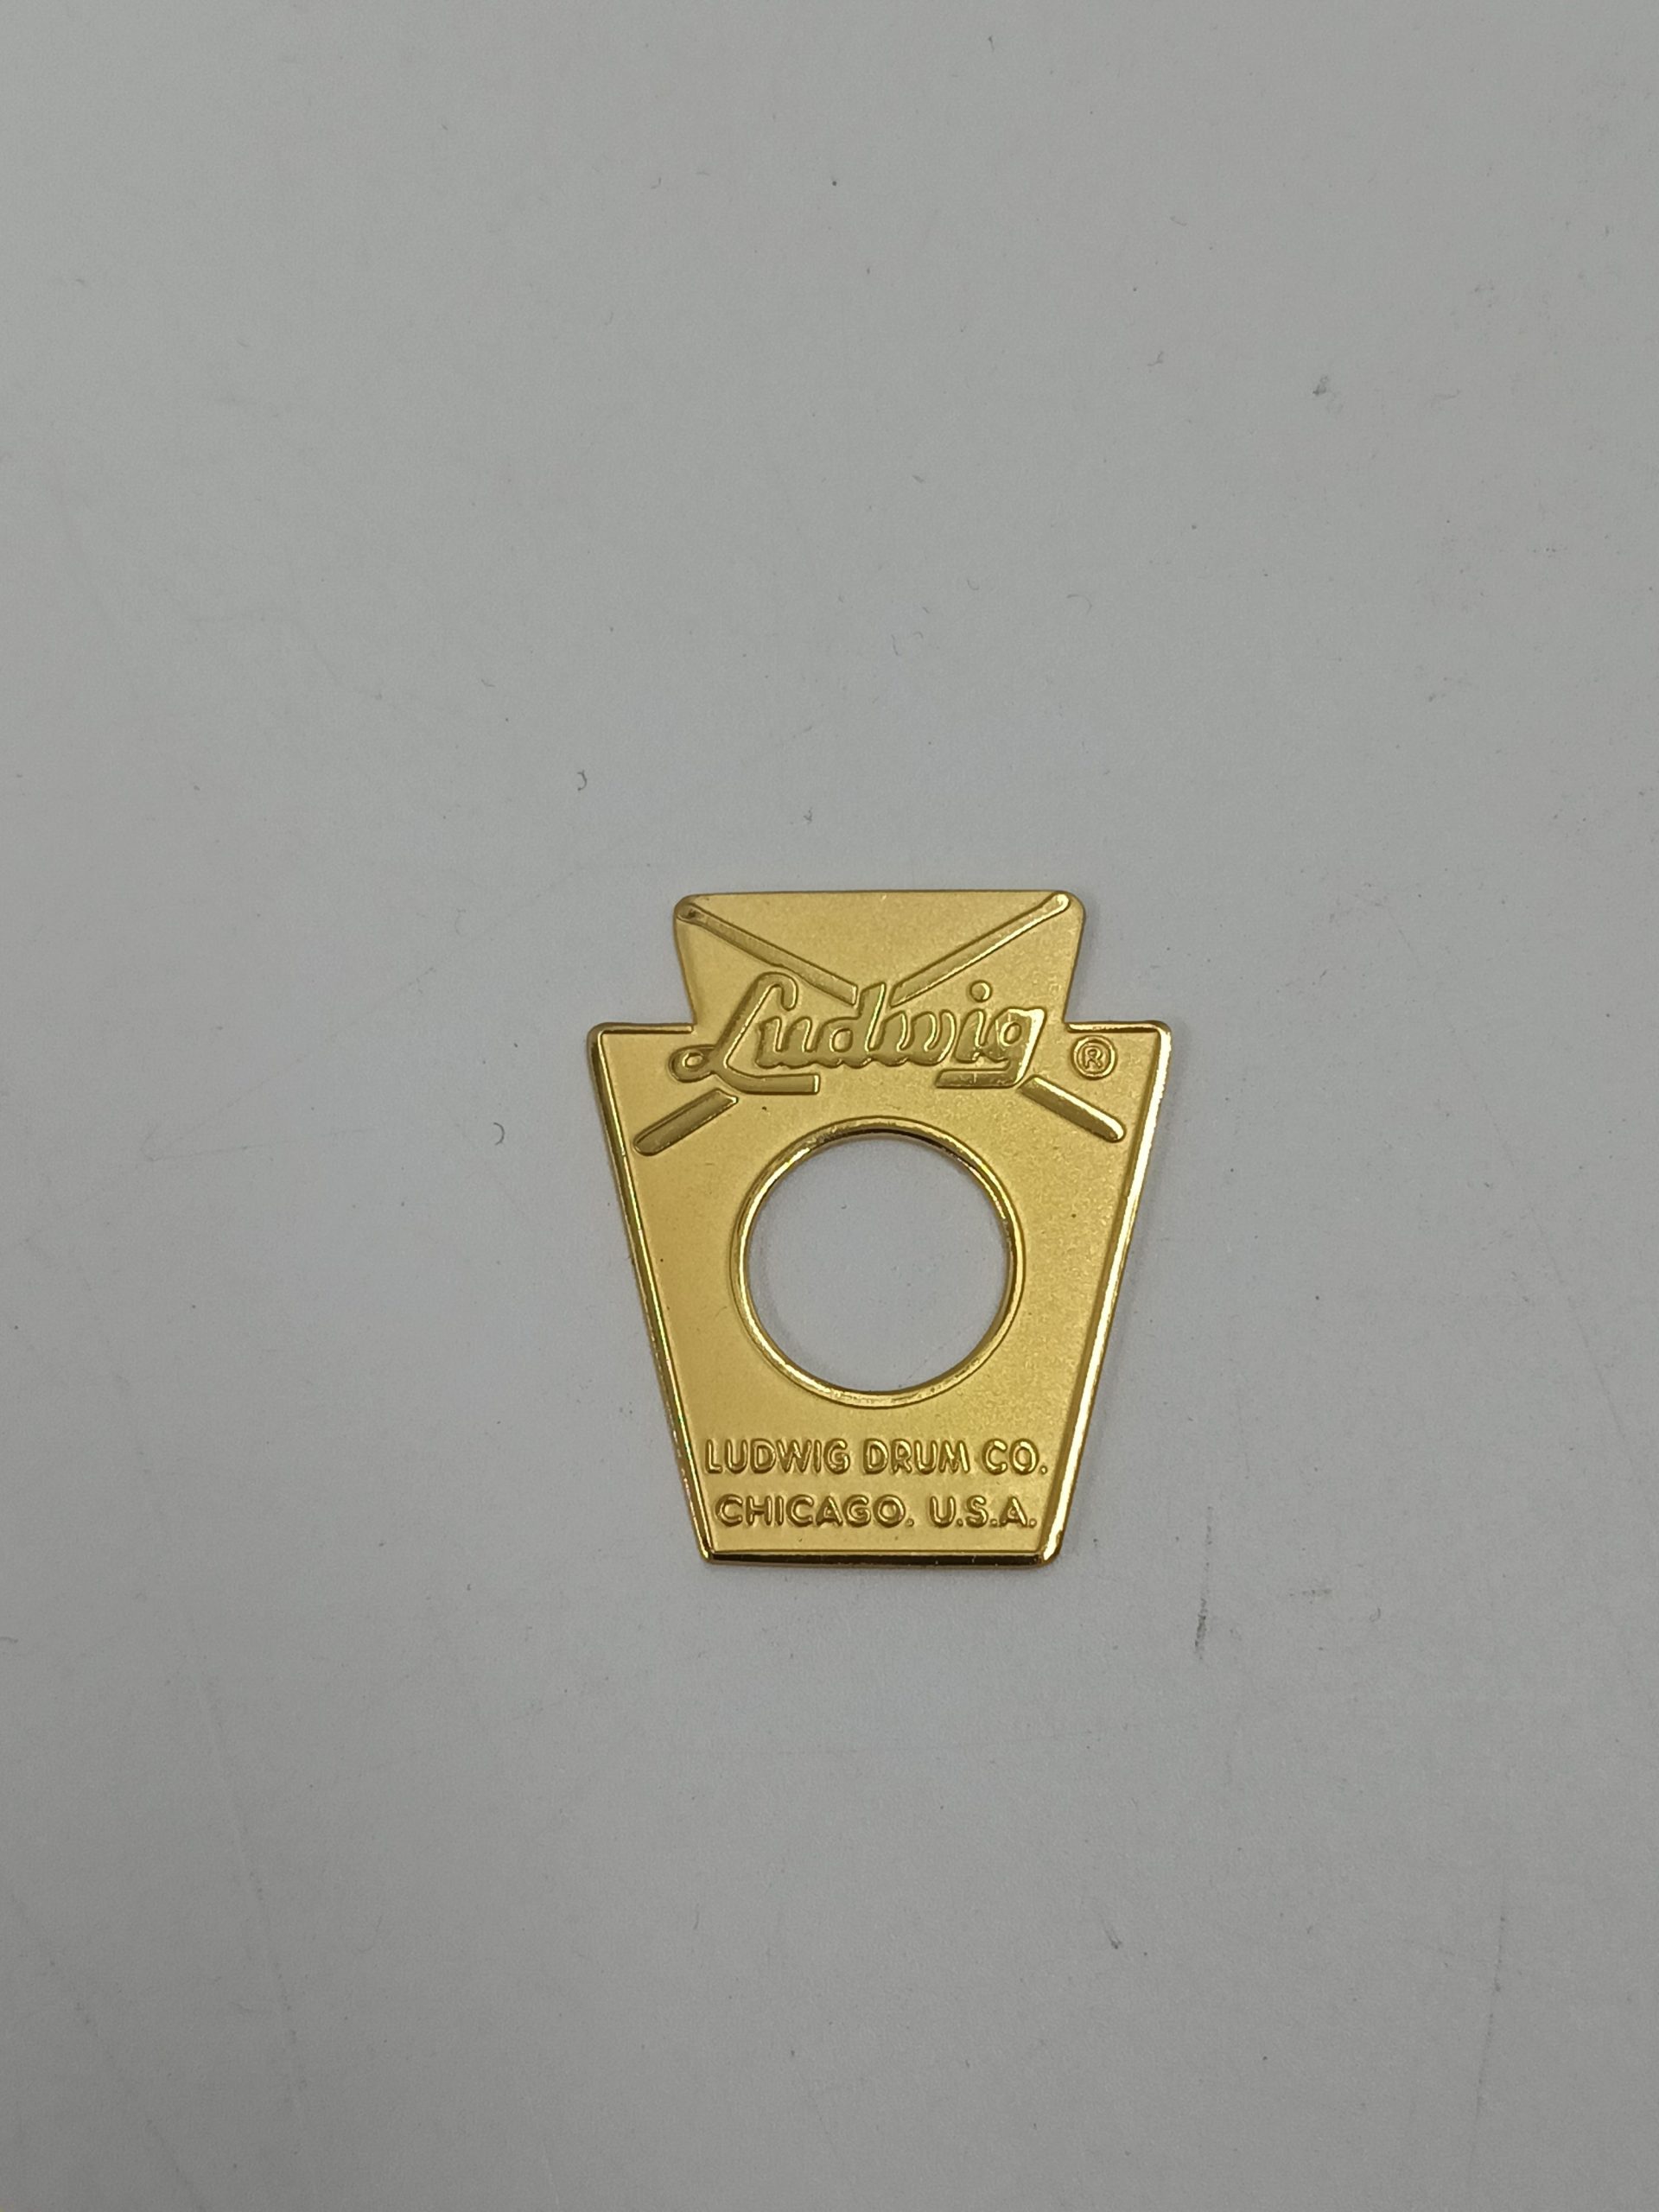 Ludwig ®
LUDWIG DRUM CO.
CHICAGO. U.S.A.